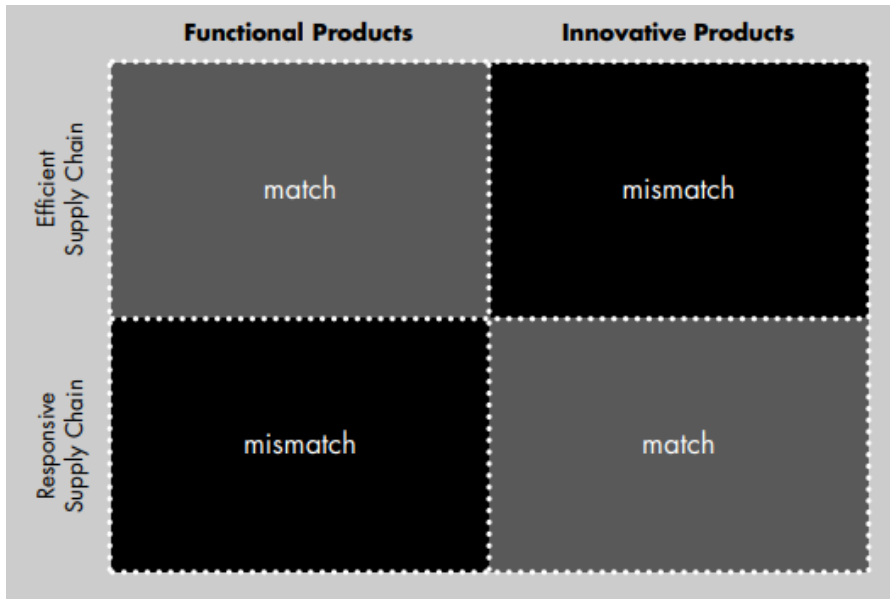 Functional Products
Innovative Products
Efficient
Supply Chain
match
mismatch
Responsive
Supply Chain
mismatch
match